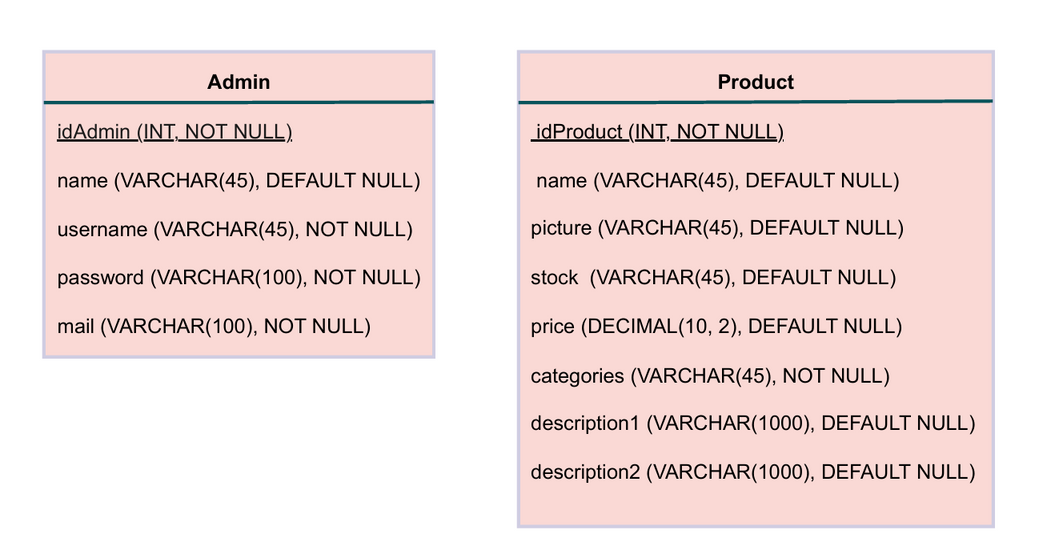 Admin
idAdmin (INT, NOT NULL)
name (VARCHAR(45), DEFAULT NULL)
username (VARCHAR(45), NOT NULL)
password (VARCHAR(100), NOT NULL)
mail (VARCHAR(100), NOT NULL)
Product
idProduct (INT, NOT NULL)
name (VARCHAR(45), DEFAULT NULL)
picture (VARCHAR(45), DEFAULT NULL)
stock (VARCHAR(45), DEFAULT NULL)
price (DECIMAL(10, 2), DEFAULT NULL)
categories (VARCHAR(45), NOT NULL)
description1 (VARCHAR(1000), DEFAULT NULL)
description2 (VARCHAR(1000), DEFAULT NULL)